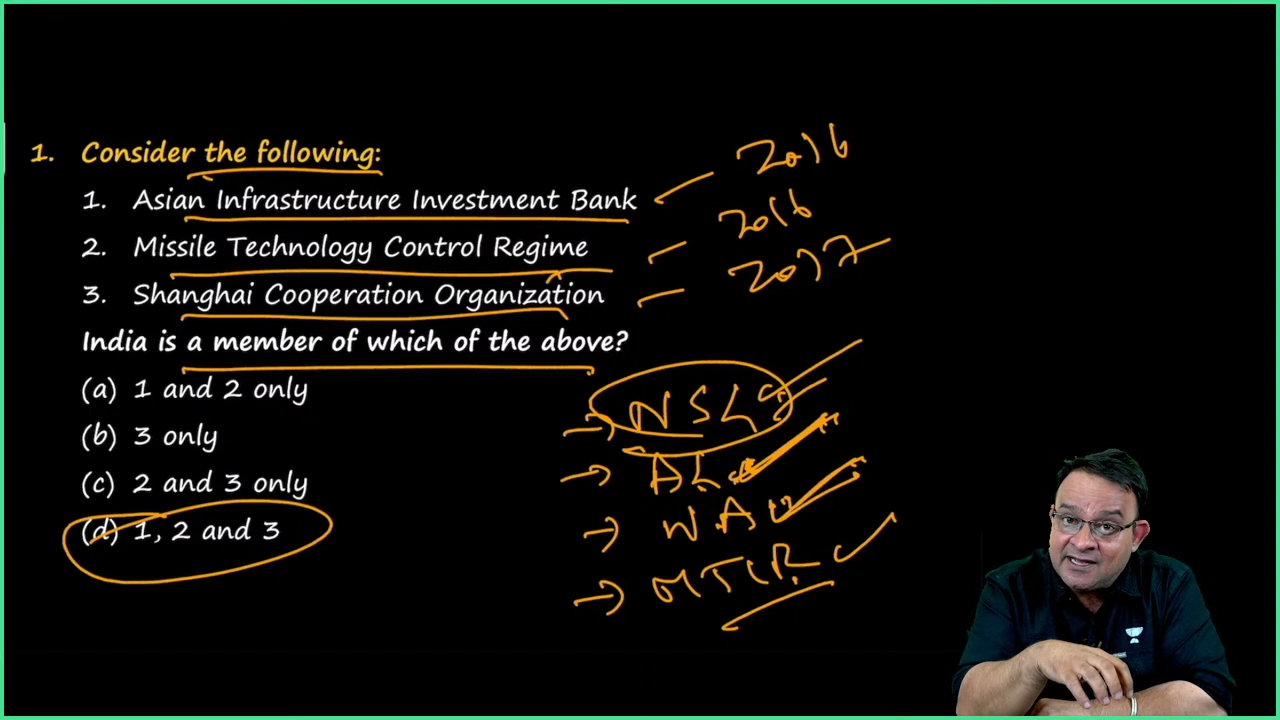 1. Consider the following:
1. Asian Infrastructure Investment Bank
2. Missile Technology Control Regime
3. Shanghai Cooperation Organization
India is a member of which of the above?
(a) 1 and 2 only
(b) 3 only
(c) 2 and 3 only
(d) 1, 2 and 3
2016
2016
2017
→ NSG
→ AG
→ WA
→ MTCR